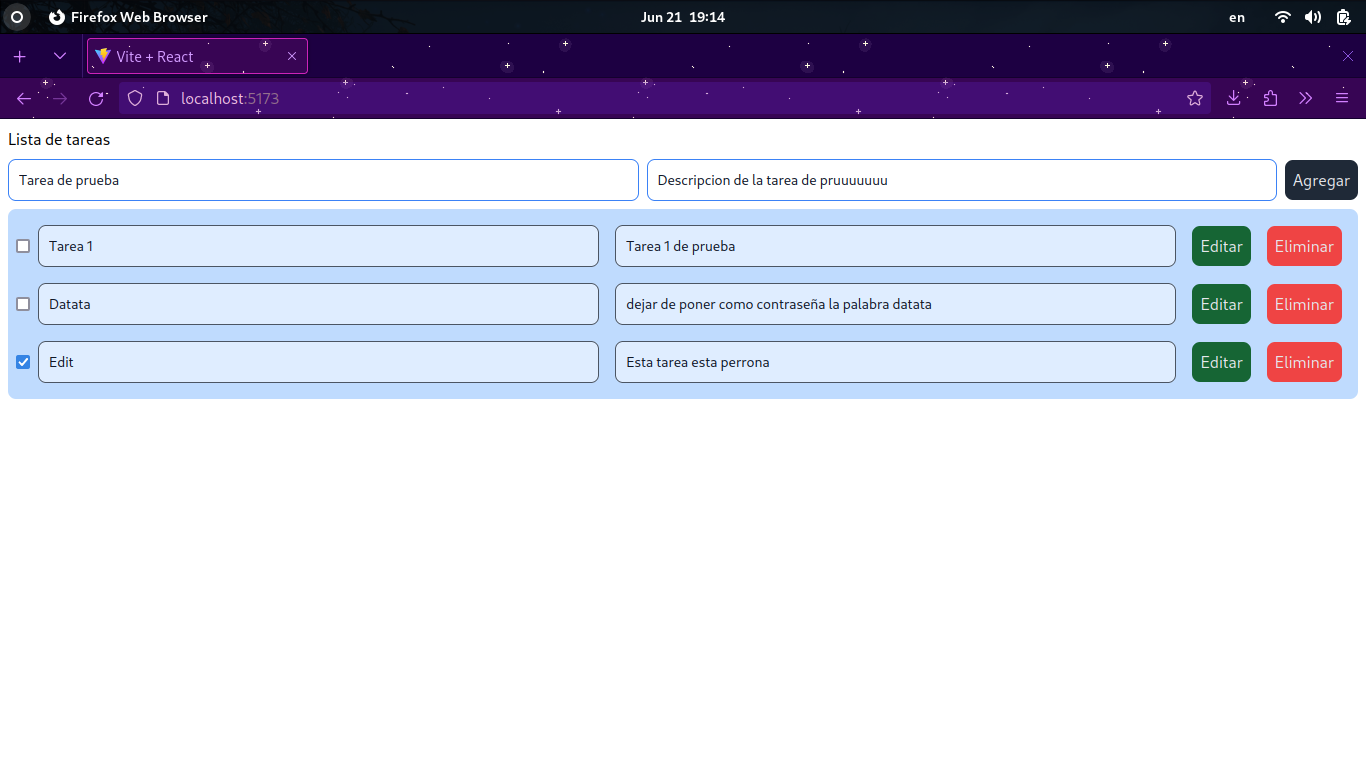 Firefox Web Browser Jun 21 19:14 en
Vite + React
localhost:5173
Lista de tareas
Tarea de prueba Descripcion de la tarea de pruuuuuuu Agregar
Tarea 1 Tarea 1 de prueba Editar Eliminar
Datata dejar de poner como contraseña la palabra datata Editar Eliminar
Edit Esta tarea esta perrona Editar Eliminar